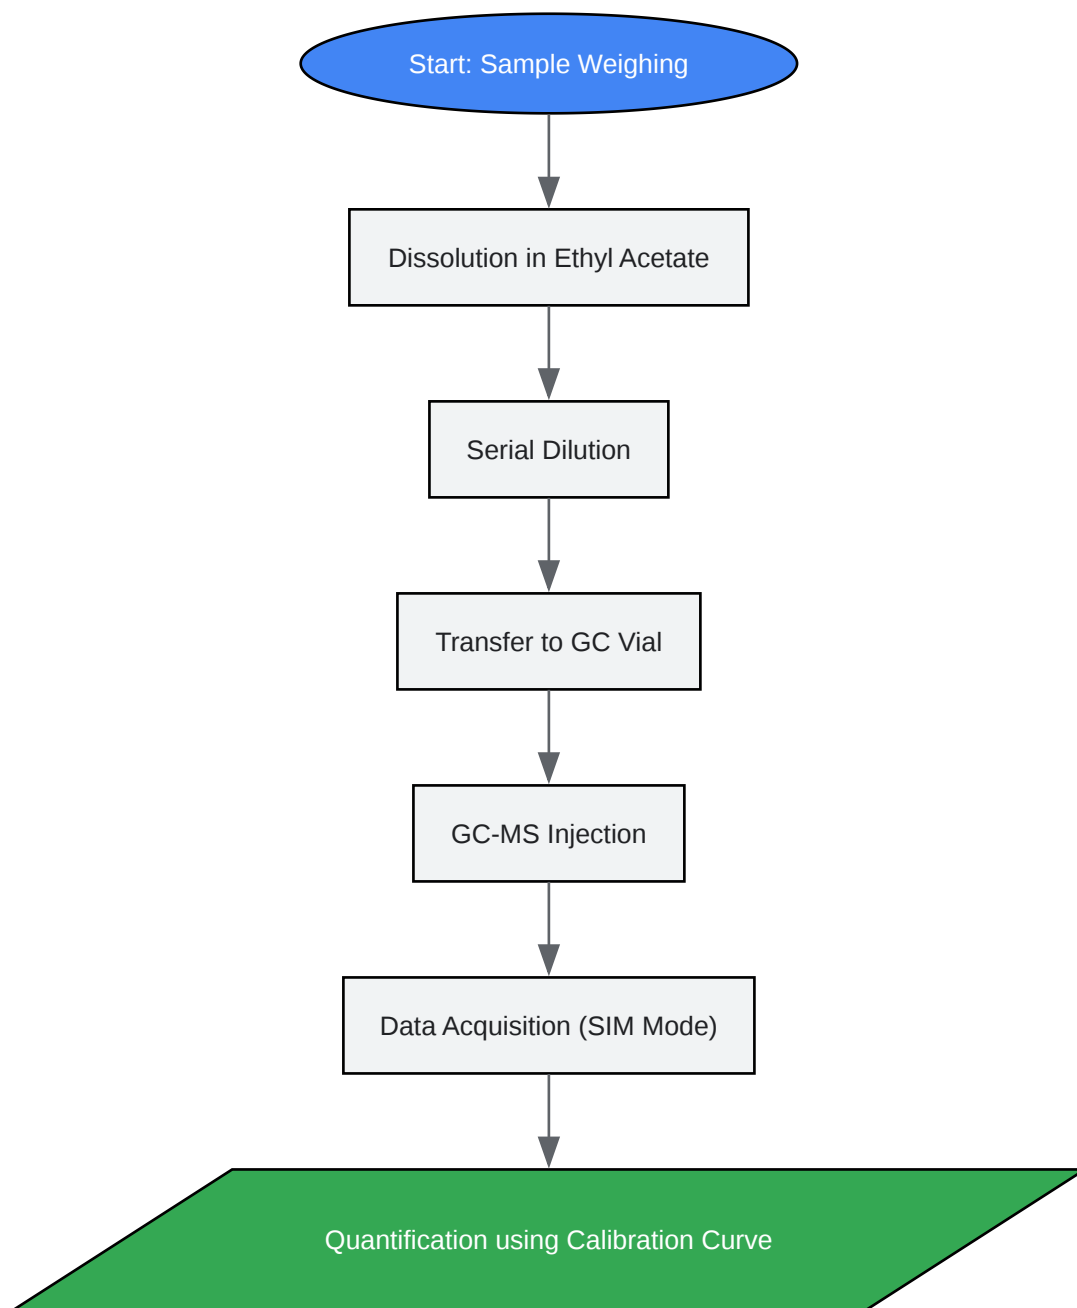 Start: Sample Weighing
Dissolution in Ethyl Acetate
Serial Dilution
Transfer to GC Vial
GC-MS Injection
Data Acquisition (SIM Mode)
Quantification using Calibration Curve